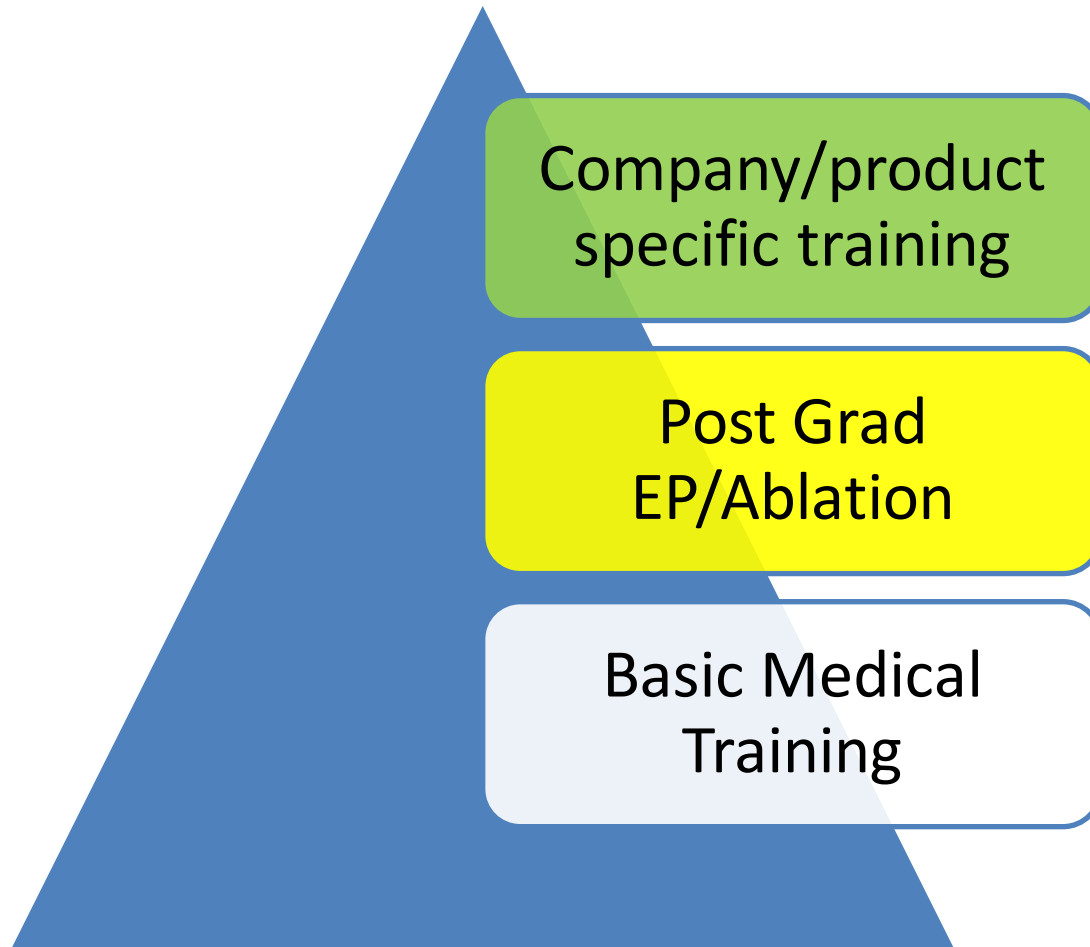 Company/product
specific training
Post Grad
EP/Ablation
Basic Medical
Training